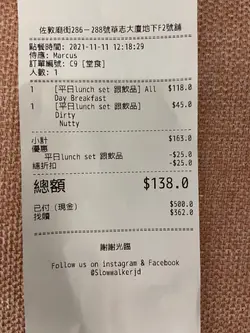 佐敦庙街286-288號華志大廈地下F2號舖
點餐時間: 2021-11-11 12:18:29
侍應: Marcus
訂單編號: C9 [堂食]
人數: 1
1 [平日lunch set 跟飲品] All Day Breakfast $118.0
1 [平日lunch set 跟飲品] Dirty $45.0
Nutty
小計 $163.0
優惠
平日lunch set 跟飲品 -$25.0
總折扣 -$25.0
總額 $138.0
已付 (現金) $500.0
找贖 $362.0
謝謝光臨
Follow us on instagram & Facebook
@Slowwalkerjd